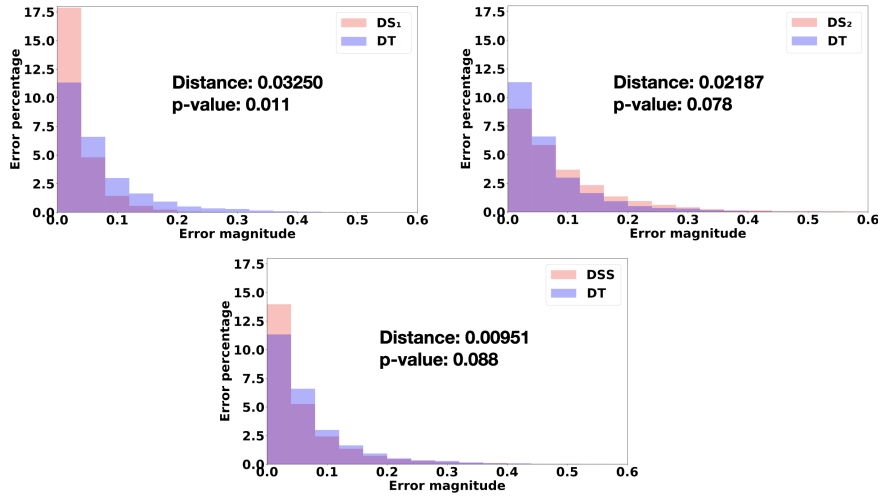 17.5
15.0
12.5
10.0
7.5
5.0
2.5
0.0
Error percentage
0.0 0.1 0.2 0.3 0.4 0.5 0.6
Error magnitude
DS₁
DT
Distance: 0.03250
p-value: 0.011
17.5
15.0
12.5
10.0
7.5
5.0
2.5
0.0
Error percentage
0.0 0.1 0.2 0.3 0.4 0.5 0.6
Error magnitude
DS₂
DT
Distance: 0.02187
p-value: 0.078
17.5
15.0
12.5
10.0
7.5
5.0
2.5
0.0
Error percentage
0.0 0.1 0.2 0.3 0.4 0.5 0.6
Error magnitude
DSS
DT
Distance: 0.00951
p-value: 0.088